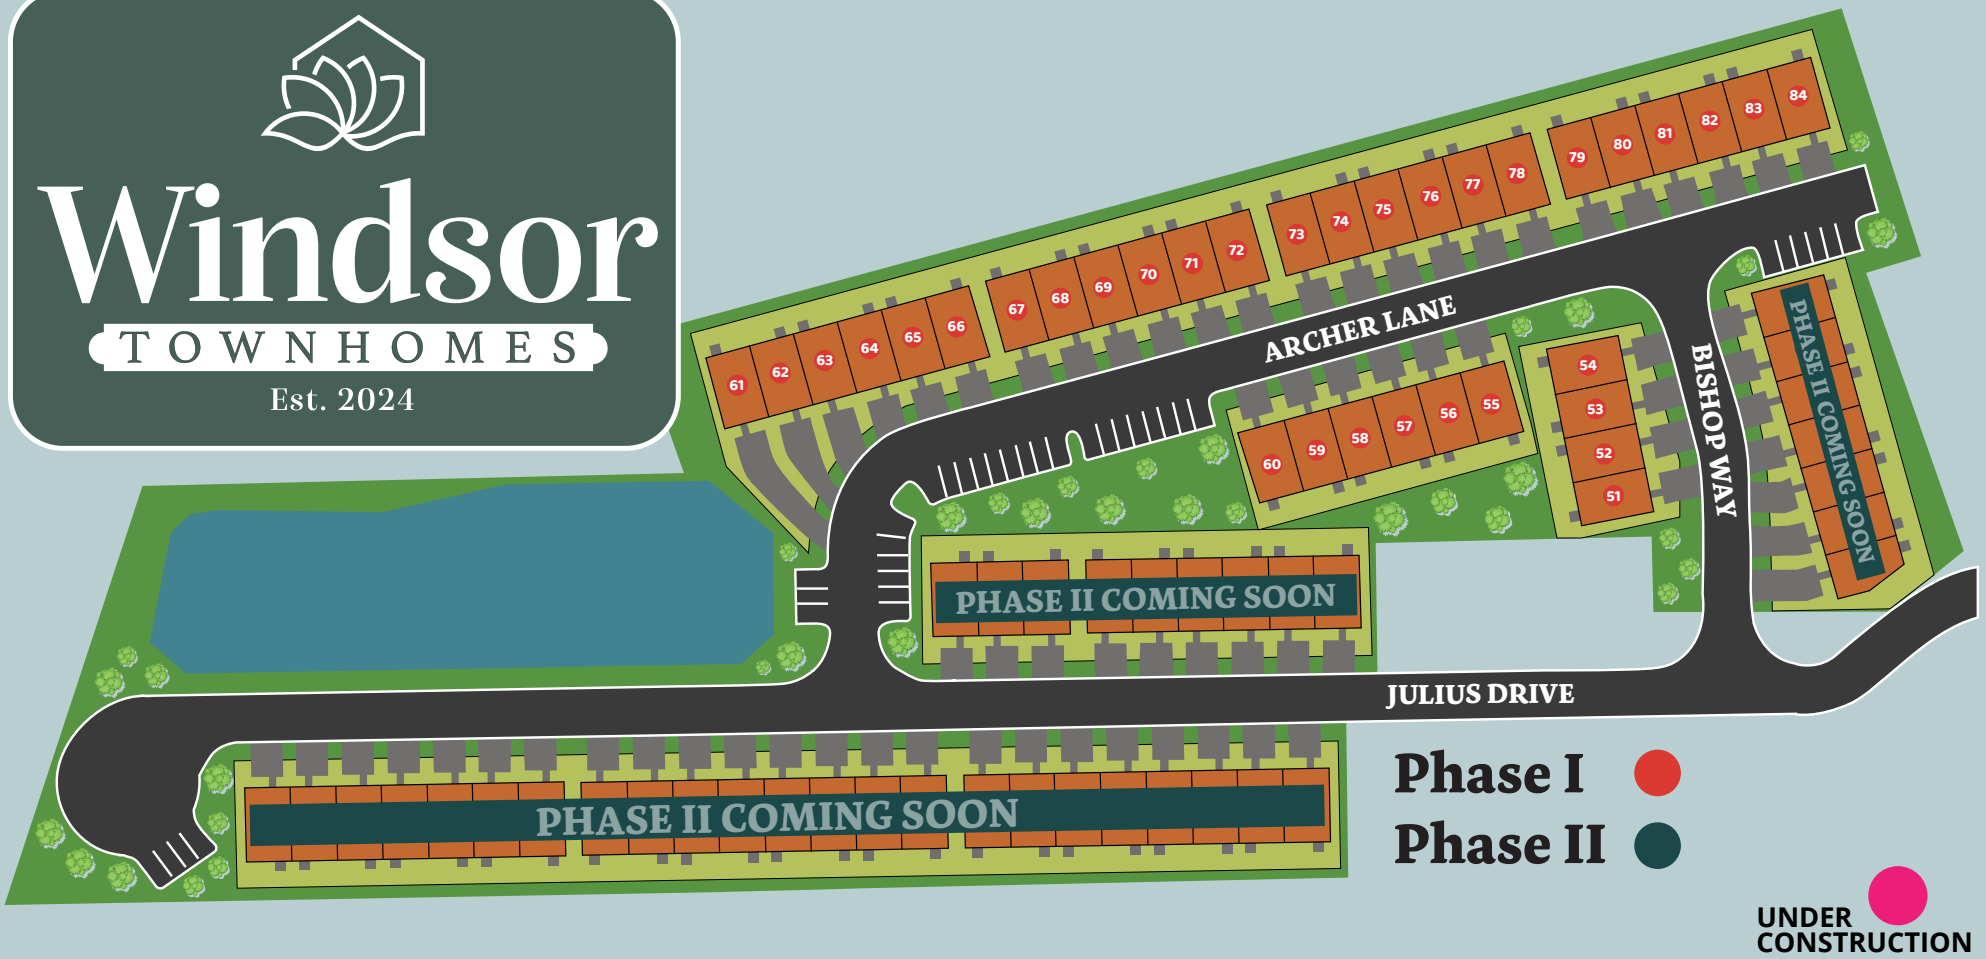 Windsor
TOWNHOMES
Est. 2024
61 62 63 64 65 66
67 68 69 70 71 72
73 74 75 76 77 78
79 80 81 82 83 84
ARCHER LANE
60 59 58 57 56 55
54
53
52
51
BISHOP WAY
PHASE II COMING SOON
PHASE II COMING SOON
JULIUS DRIVE
PHASE II COMING SOON
Phase I
Phase II
UNDER
CONSTRUCTION